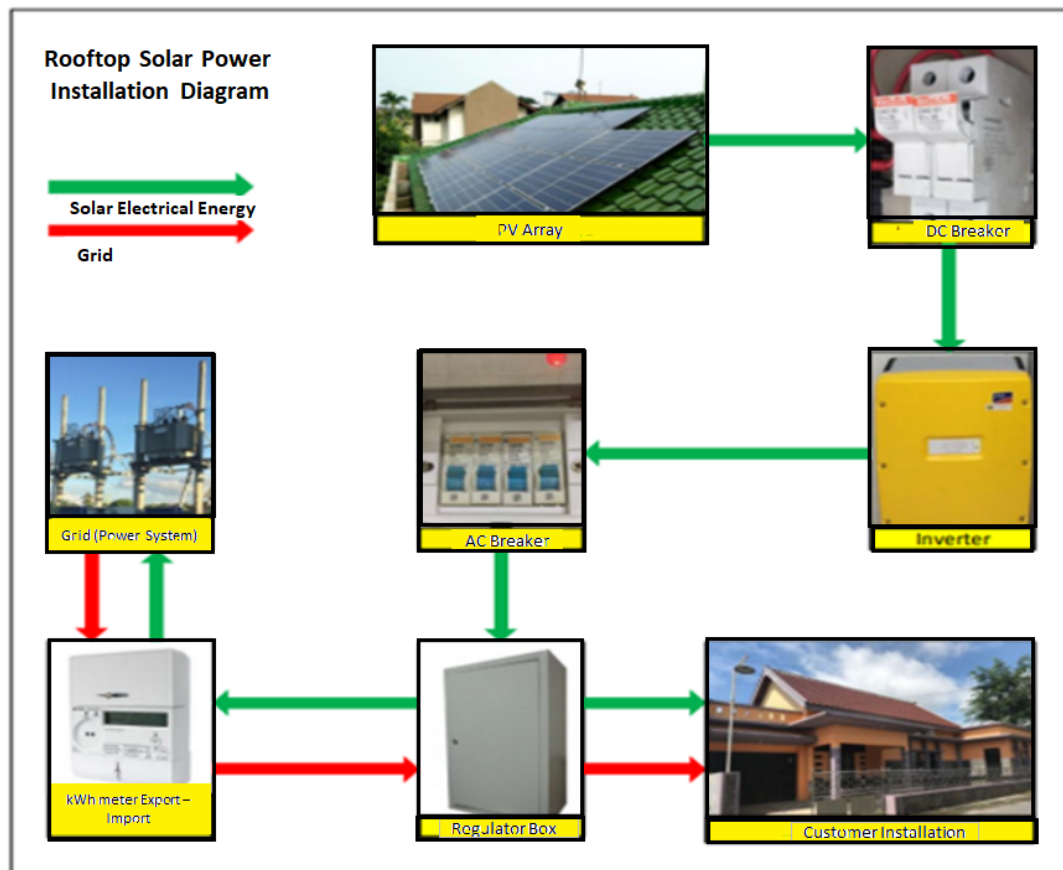 Rooftop Solar Power
Installation Diagram
Solar Electrical Energy
Grid
PV Array
DC Breaker
Grid (Power System)
AC Breaker
Inverter
kWh meter Export –
Import
Regulator Box
Customer Installation